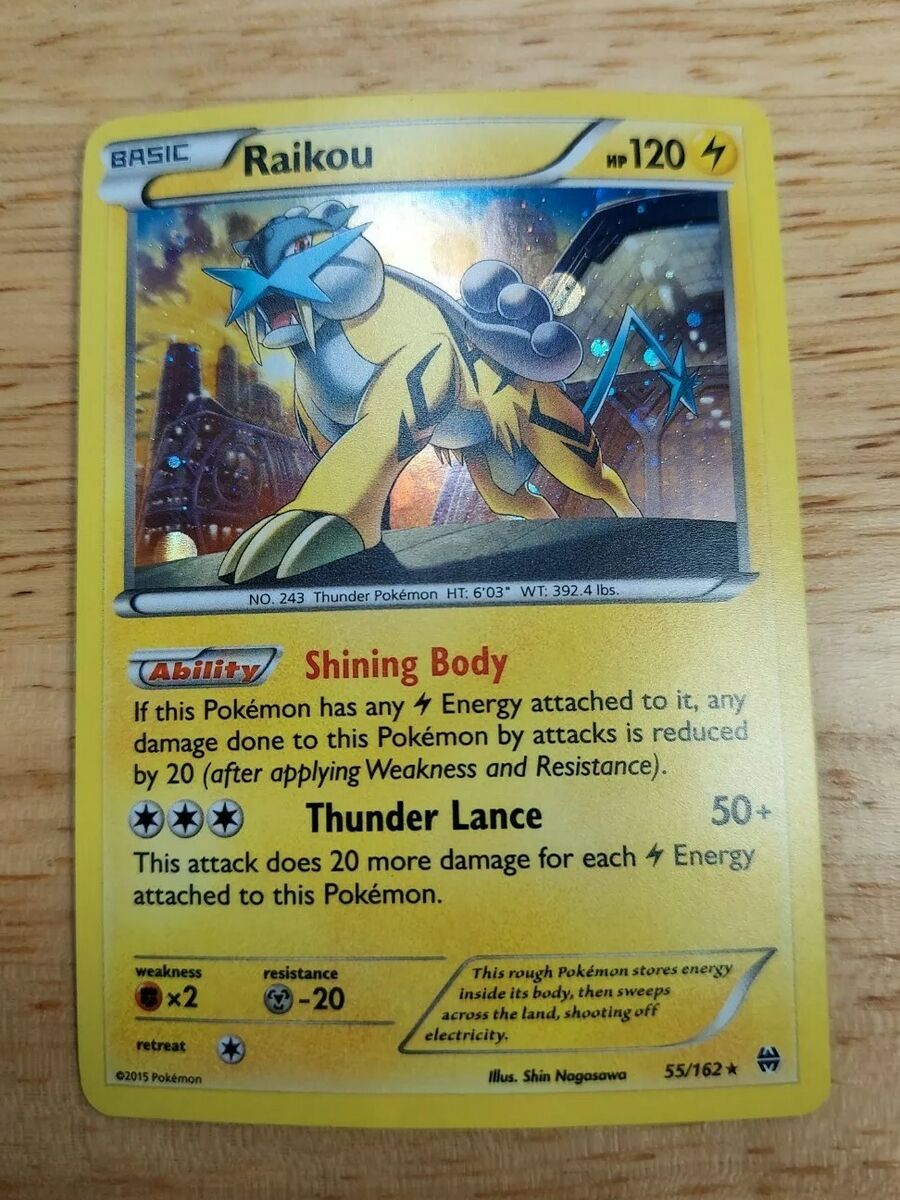 BASIC Raikou HP 120
NO. 243 Thunder Pokémon HT: 6'03" WT: 392.4 lbs.
Ability Shining Body
If this Pokémon has any Energy attached to it, any
damage done to this Pokémon by attacks is reduced
by 20 (after applying Weakness and Resistance).
Thunder Lance 50+
This attack does 20 more damage for each Energy
attached to this Pokémon.
weakness resistance
×2 -20
retreat
This rough Pokémon stores energy
inside its body, then sweeps
across the land, shooting off
electricity.
©2015 Pokémon Illus. Shin Nagasawa 55/162 ★